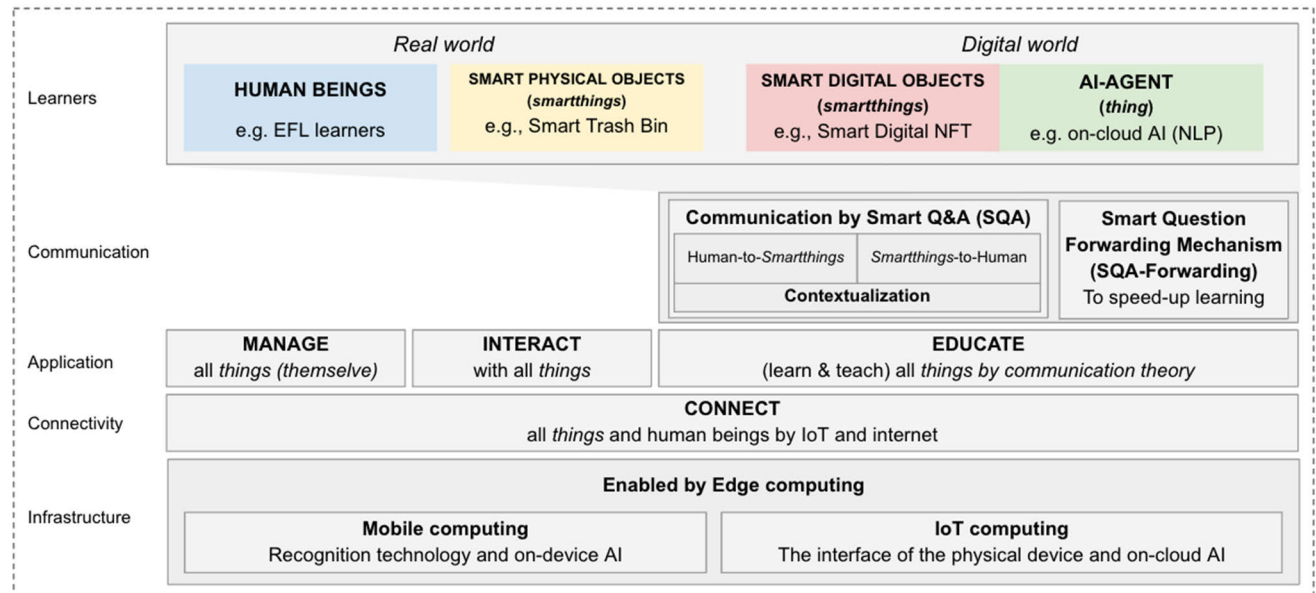 Learners
Real world
Digital world
HUMAN BEINGS
e.g. EFL learners
SMART PHYSICAL OBJECTS
(smartthings)
e.g., Smart Trash Bin
SMART DIGITAL OBJECTS
(smartthings)
e.g., Smart Digital NFT
AI-AGENT
(thing)
e.g. on-cloud AI (NLP)
Communication
Communication by Smart Q&A (SQA)
Human-to-Smartthings
Smartthings-to-Human
Contextualization
Smart Question
Forwarding Mechanism
(SQA-Forwarding)
To speed-up learning
Application
MANAGE
all things (themselve)
INTERACT
with all things
EDUCATE
(learn & teach) all things by communication theory
Connectivity
CONNECT
all things and human beings by IoT and internet
Infrastructure
Enabled by Edge computing
Mobile computing
Recognition technology and on-device AI
IoT computing
The interface of the physical device and on-cloud AI